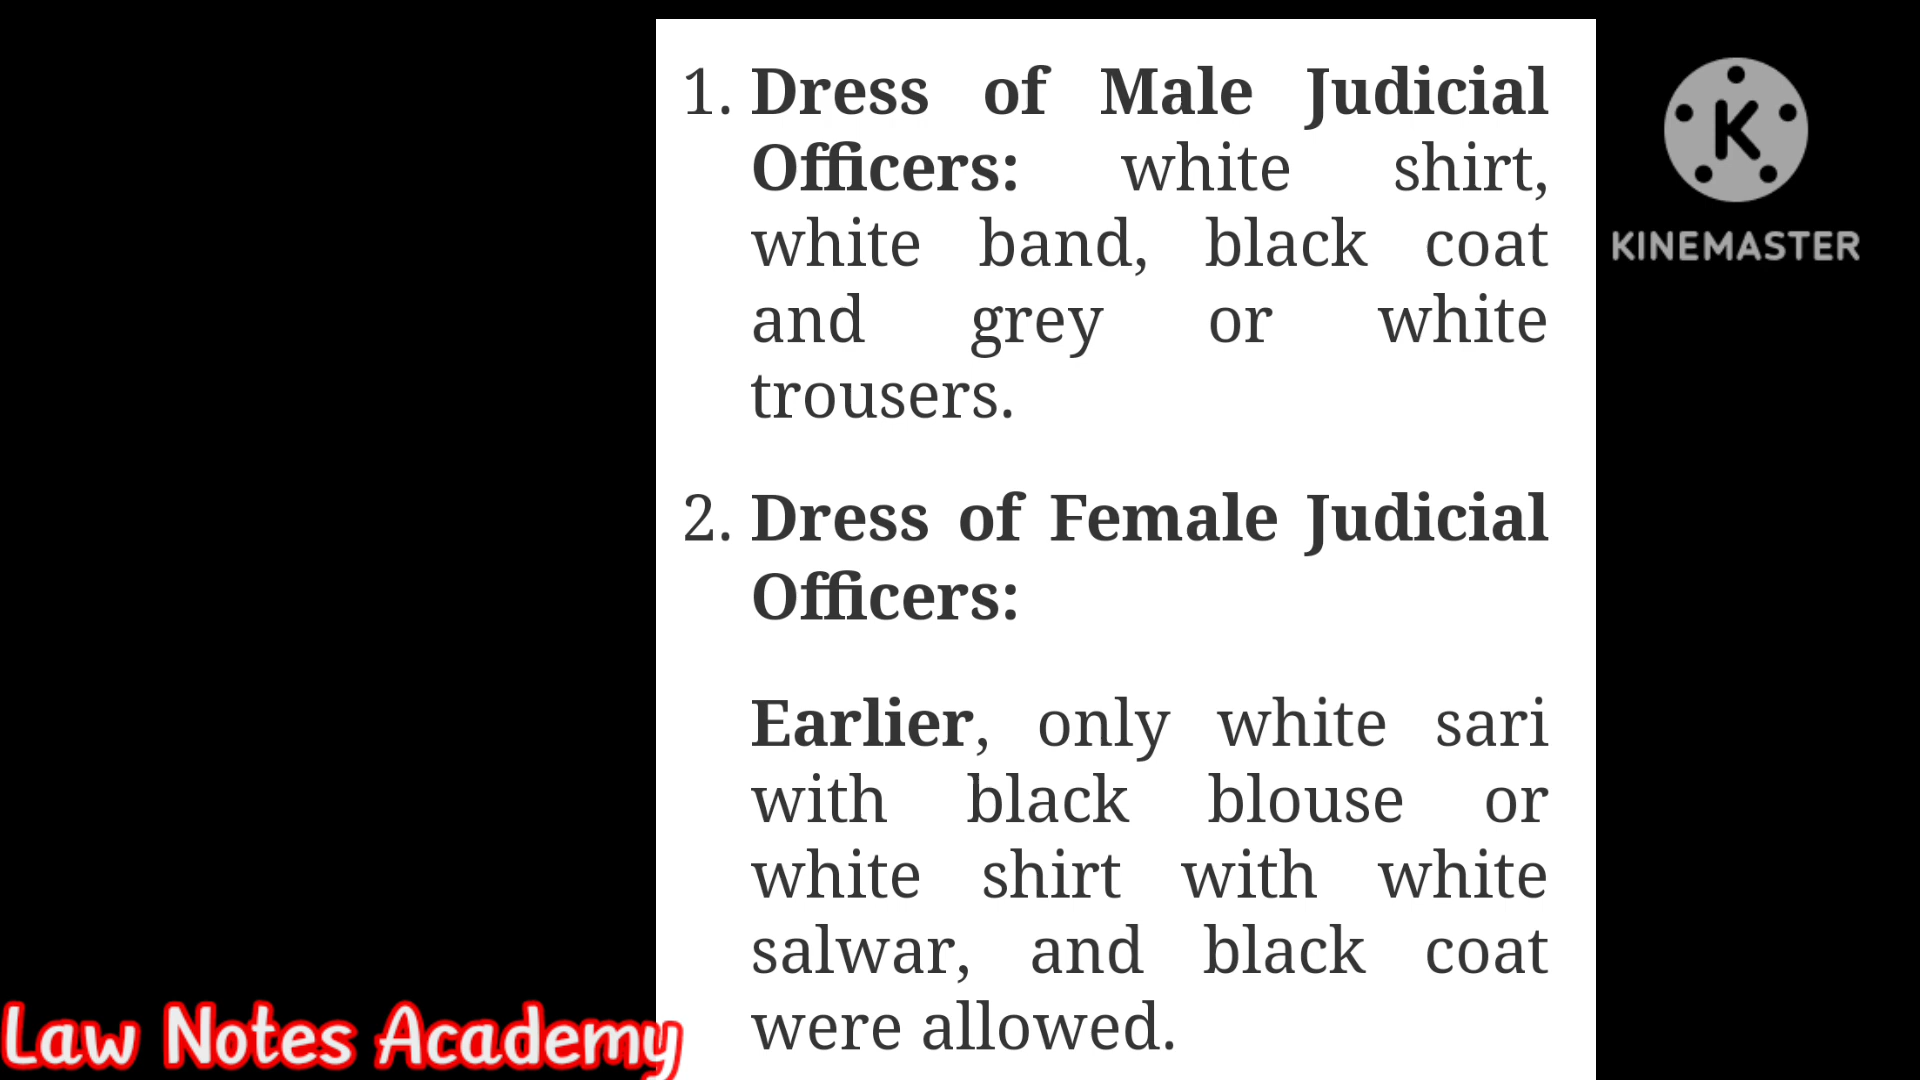 1. Dress of Male Judicial
Officers: white shirt,
white band, black coat
and grey or white
trousers.
2. Dress of Female Judicial
Officers:
Earlier, only white sari
with black blouse or
white shirt with white
salwar, and black coat
were allowed.
K
KINEMASTER
Law Notes Academy